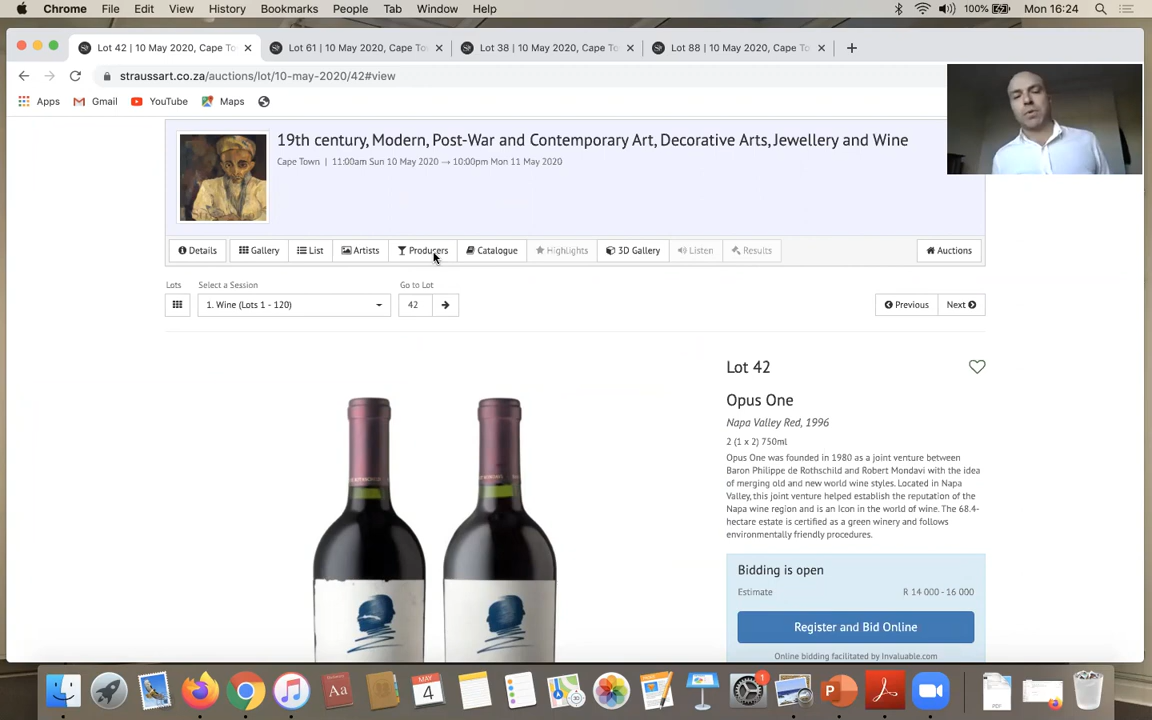 Chrome File Edit View History Bookmarks People Tab Window Help 100% Mon 16:24
Lot 42 | 10 May 2020, Cape To Lot 61 | 10 May 2020, Cape To Lot 38 | 10 May 2020, Cape To Lot 88 | 10 May 2020, Cape To
straussart.co.za/auctions/lot/10-may-2020/42#view
Apps Gmail YouTube Maps
19th century, Modern, Post-War and Contemporary Art, Decorative Arts, Jewellery and Wine
Cape Town | 11:00am Sun 10 May 2020 → 10:00pm Mon 11 May 2020
Details Gallery List Artists Producers Catalogue Highlights 3D Gallery Listen Results Auctions
Lots Select a Session Go to Lot
1. Wine (Lots 1 - 120) 42 Previous Next
Lot 42
Opus One
Napa Valley Red, 1996
2 (1 x 2) 750ml
Opus One was founded in 1980 as a joint venture between
Baron Philippe de Rothschild and Robert Mondavi with the idea
of merging old and new world wine styles. Located in Napa
Valley, this joint venture helped establish the reputation of the
Napa wine region and is an Icon in the world of wine. The 68.4-
hectare estate is certified as a green winery and follows
environmentally friendly procedures.
Bidding is open
Estimate R 14 000 - 16 000
Register and Bid Online
Online bidding facilitated by Invaluable.com
MAY
4
Aa
1
PDF